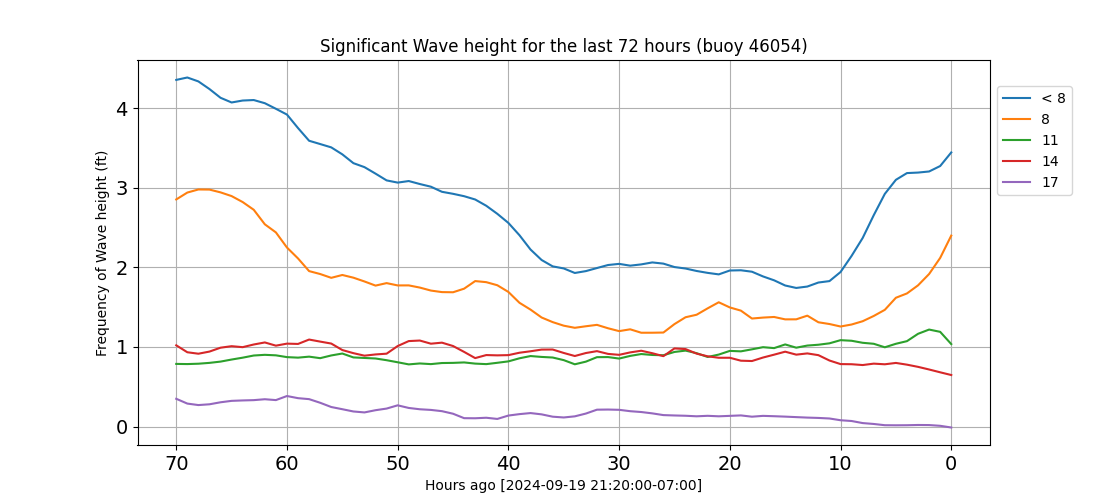 Significant Wave height for the last 72 hours (buoy 46054)
Frequency of Wave height (ft)
4
3
2
1
0
70 60 50 40 30 20 10 0
Hours ago [2024-09-19 21:20:00-07:00]
< 8
8
11
14
17